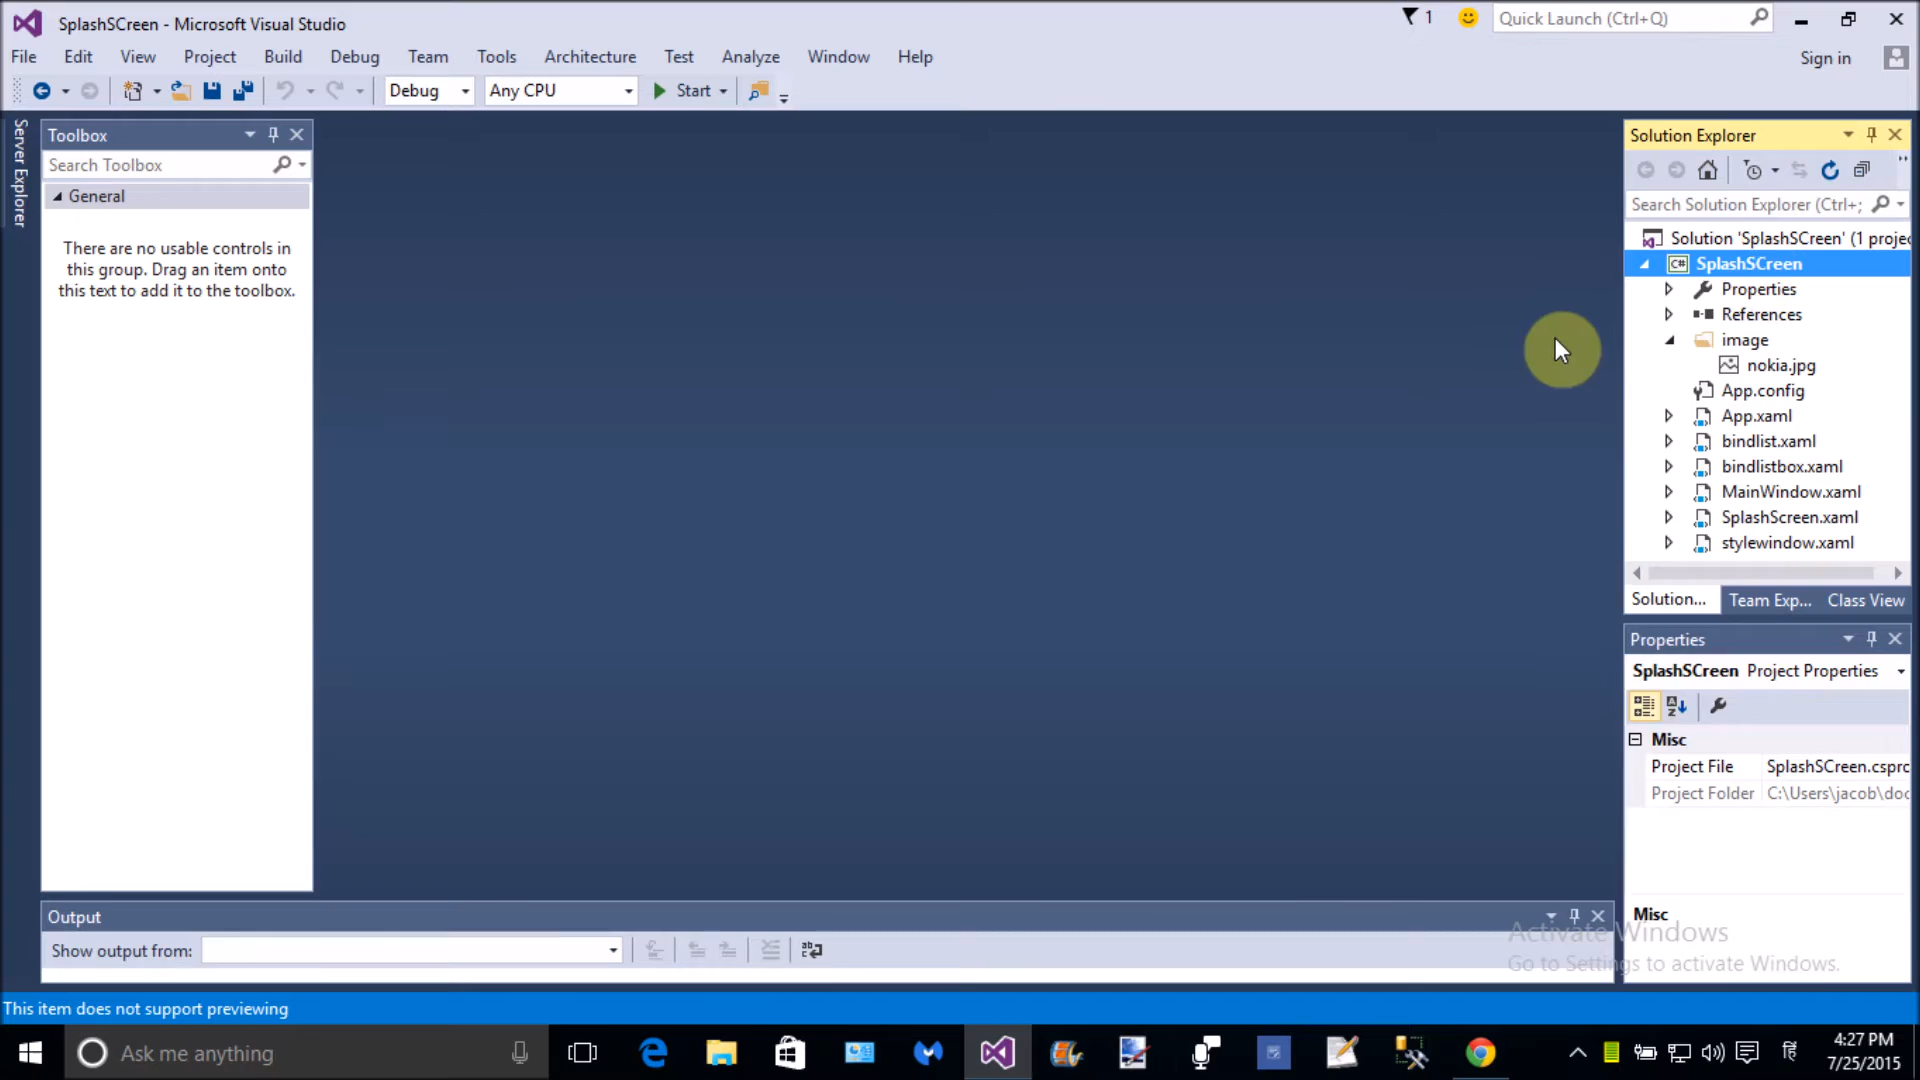 SplashSCreen - Microsoft Visual Studio
1
Quick Launch (Ctrl+Q)
File Edit View Project Build Debug Team Tools Architecture Test Analyze Window Help
Sign in
Debug Any CPU Start
Server Explorer
Toolbox
Search Toolbox
General
There are no usable controls in
this group. Drag an item onto
this text to add it to the toolbox.
Solution Explorer
Search Solution Explorer (Ctrl+;
Solution 'SplashSCreen' (1 projec
C# SplashSCreen
Properties
References
image
nokia.jpg
App.config
App.xaml
bindlist.xaml
bindlistbox.xaml
MainWindow.xaml
SplashScreen.xaml
stylewindow.xaml
Solution... Team Exp... Class View
Properties
SplashSCreen Project Properties
Misc
Project File SplashSCreen.cspro
Project Folder C:\Users\jacob\doc
Misc
Output
Show output from:
Activate Windows
Go to Settings to activate Windows.
This item does not support previewing
Ask me anything
हिं
4:27 PM
7/25/2015